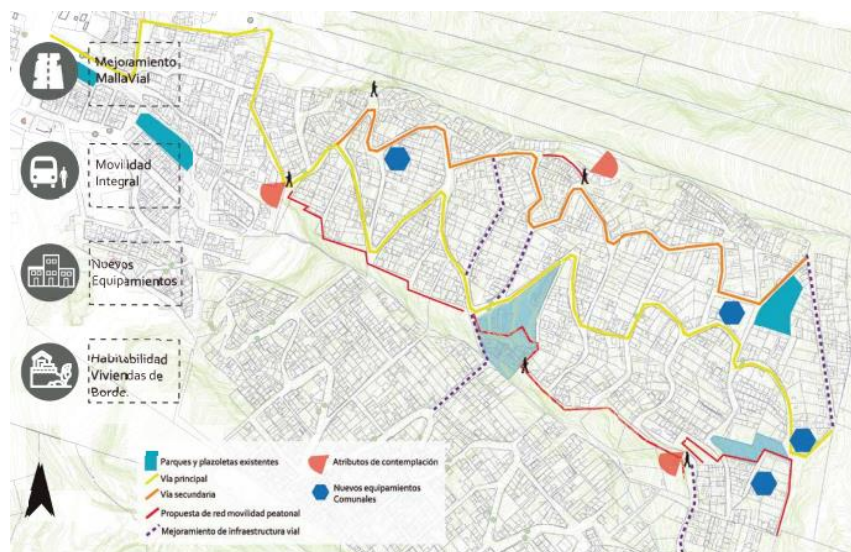 Mejoramiento
MallaVial
Movilidad
Integral
Nuevos
Equipamientos
Habitabilidad
Viviendas de
Borde.
Parques y plazoletas existentes
Vía principal
Vía secundaria
Propuesta de red movilidad peatonal
Mejoramiento de infraestructura vial
Atributos de contemplación
Nuevos equipamientos
Comunales